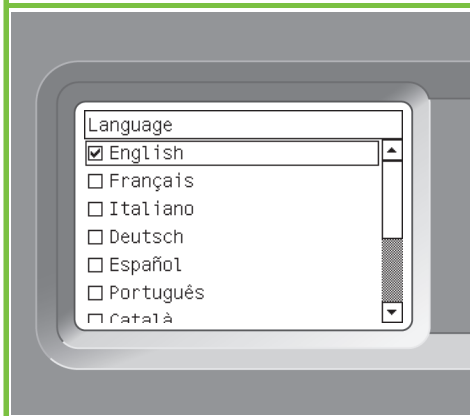 Language
English
Français
Italiano
Deutsch
Español
Português
Català